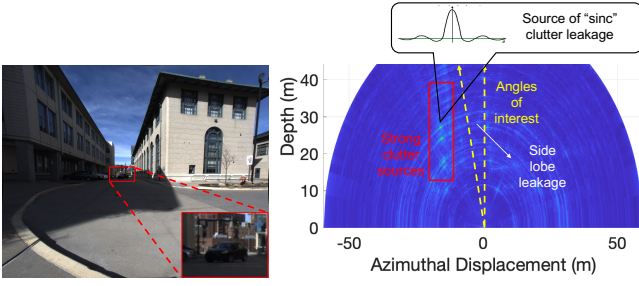 Source of "sinc"
clutter leakage
40
30
20
10
0
Depth (m)
Angles
of
interest
Strong
clutter
sources
Side
lobe
leakage
-50
0
50
Azimuthal Displacement (m)